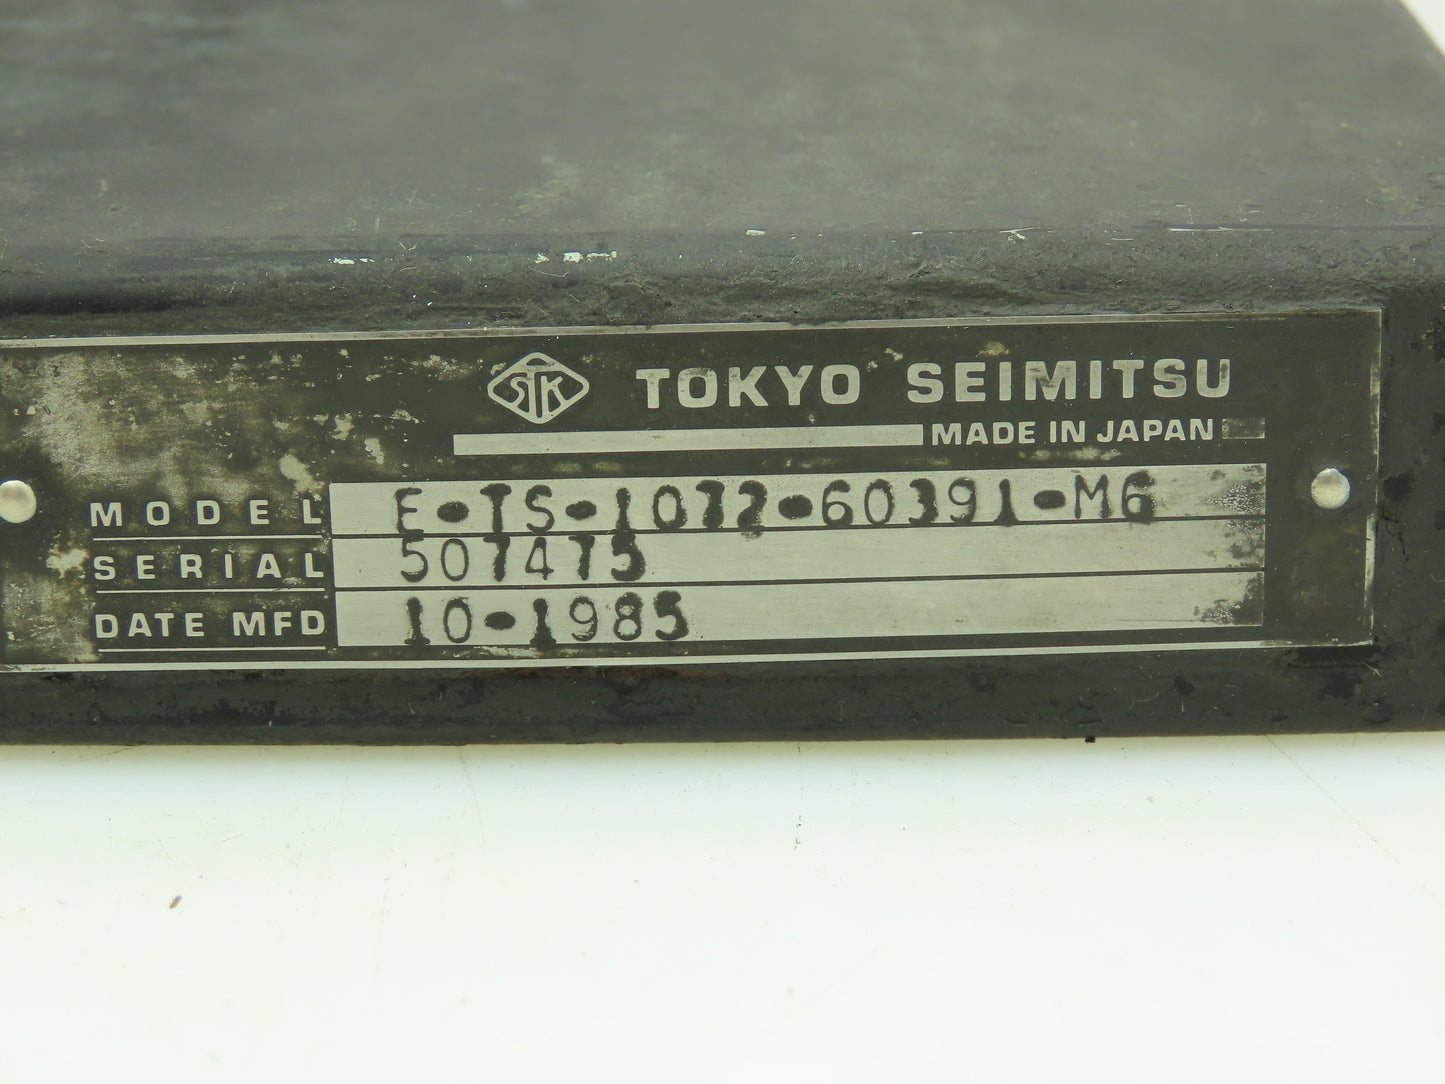 STK TOKYO SEIMITSU
MADE IN JAPAN
MODEL E-TS-1072-60391-M6
SERIAL 507475
DATE MFD 10-1985